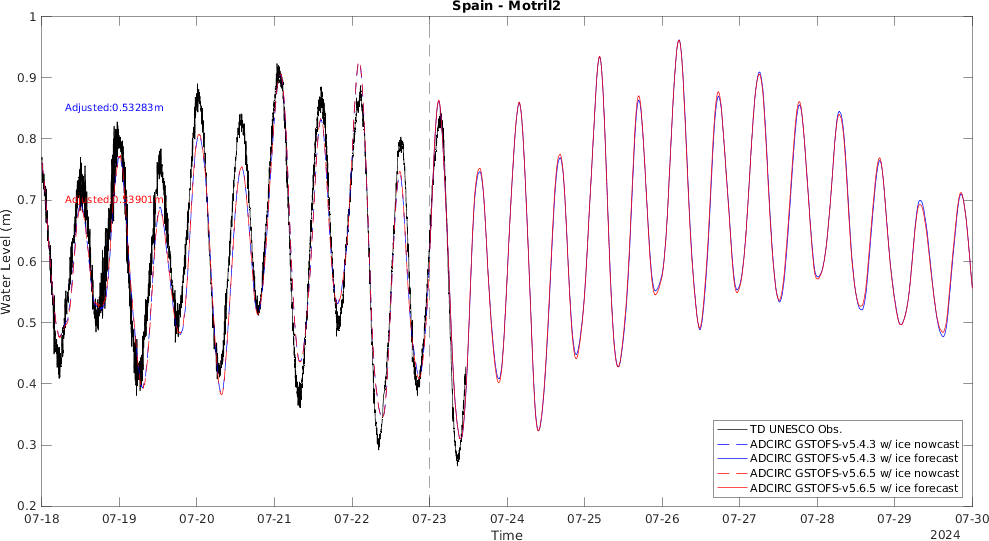 Spain - Motril2
1
0.9
0.8
0.7
0.6
0.5
0.4
0.3
0.2
Water Level (m)
Adjusted:0.53283m
Adjusted:0.53901m
TD UNESCO Obs.
ADCIRC GSTOFS-v5.4.3 w/ ice nowcast
ADCIRC GSTOFS-v5.4.3 w/ ice forecast
ADCIRC GSTOFS-v5.6.5 w/ ice nowcast
ADCIRC GSTOFS-v5.6.5 w/ ice forecast
07-18 07-19 07-20 07-21 07-22 07-23 07-24 07-25 07-26 07-27 07-28 07-29 07-30
Time
2024